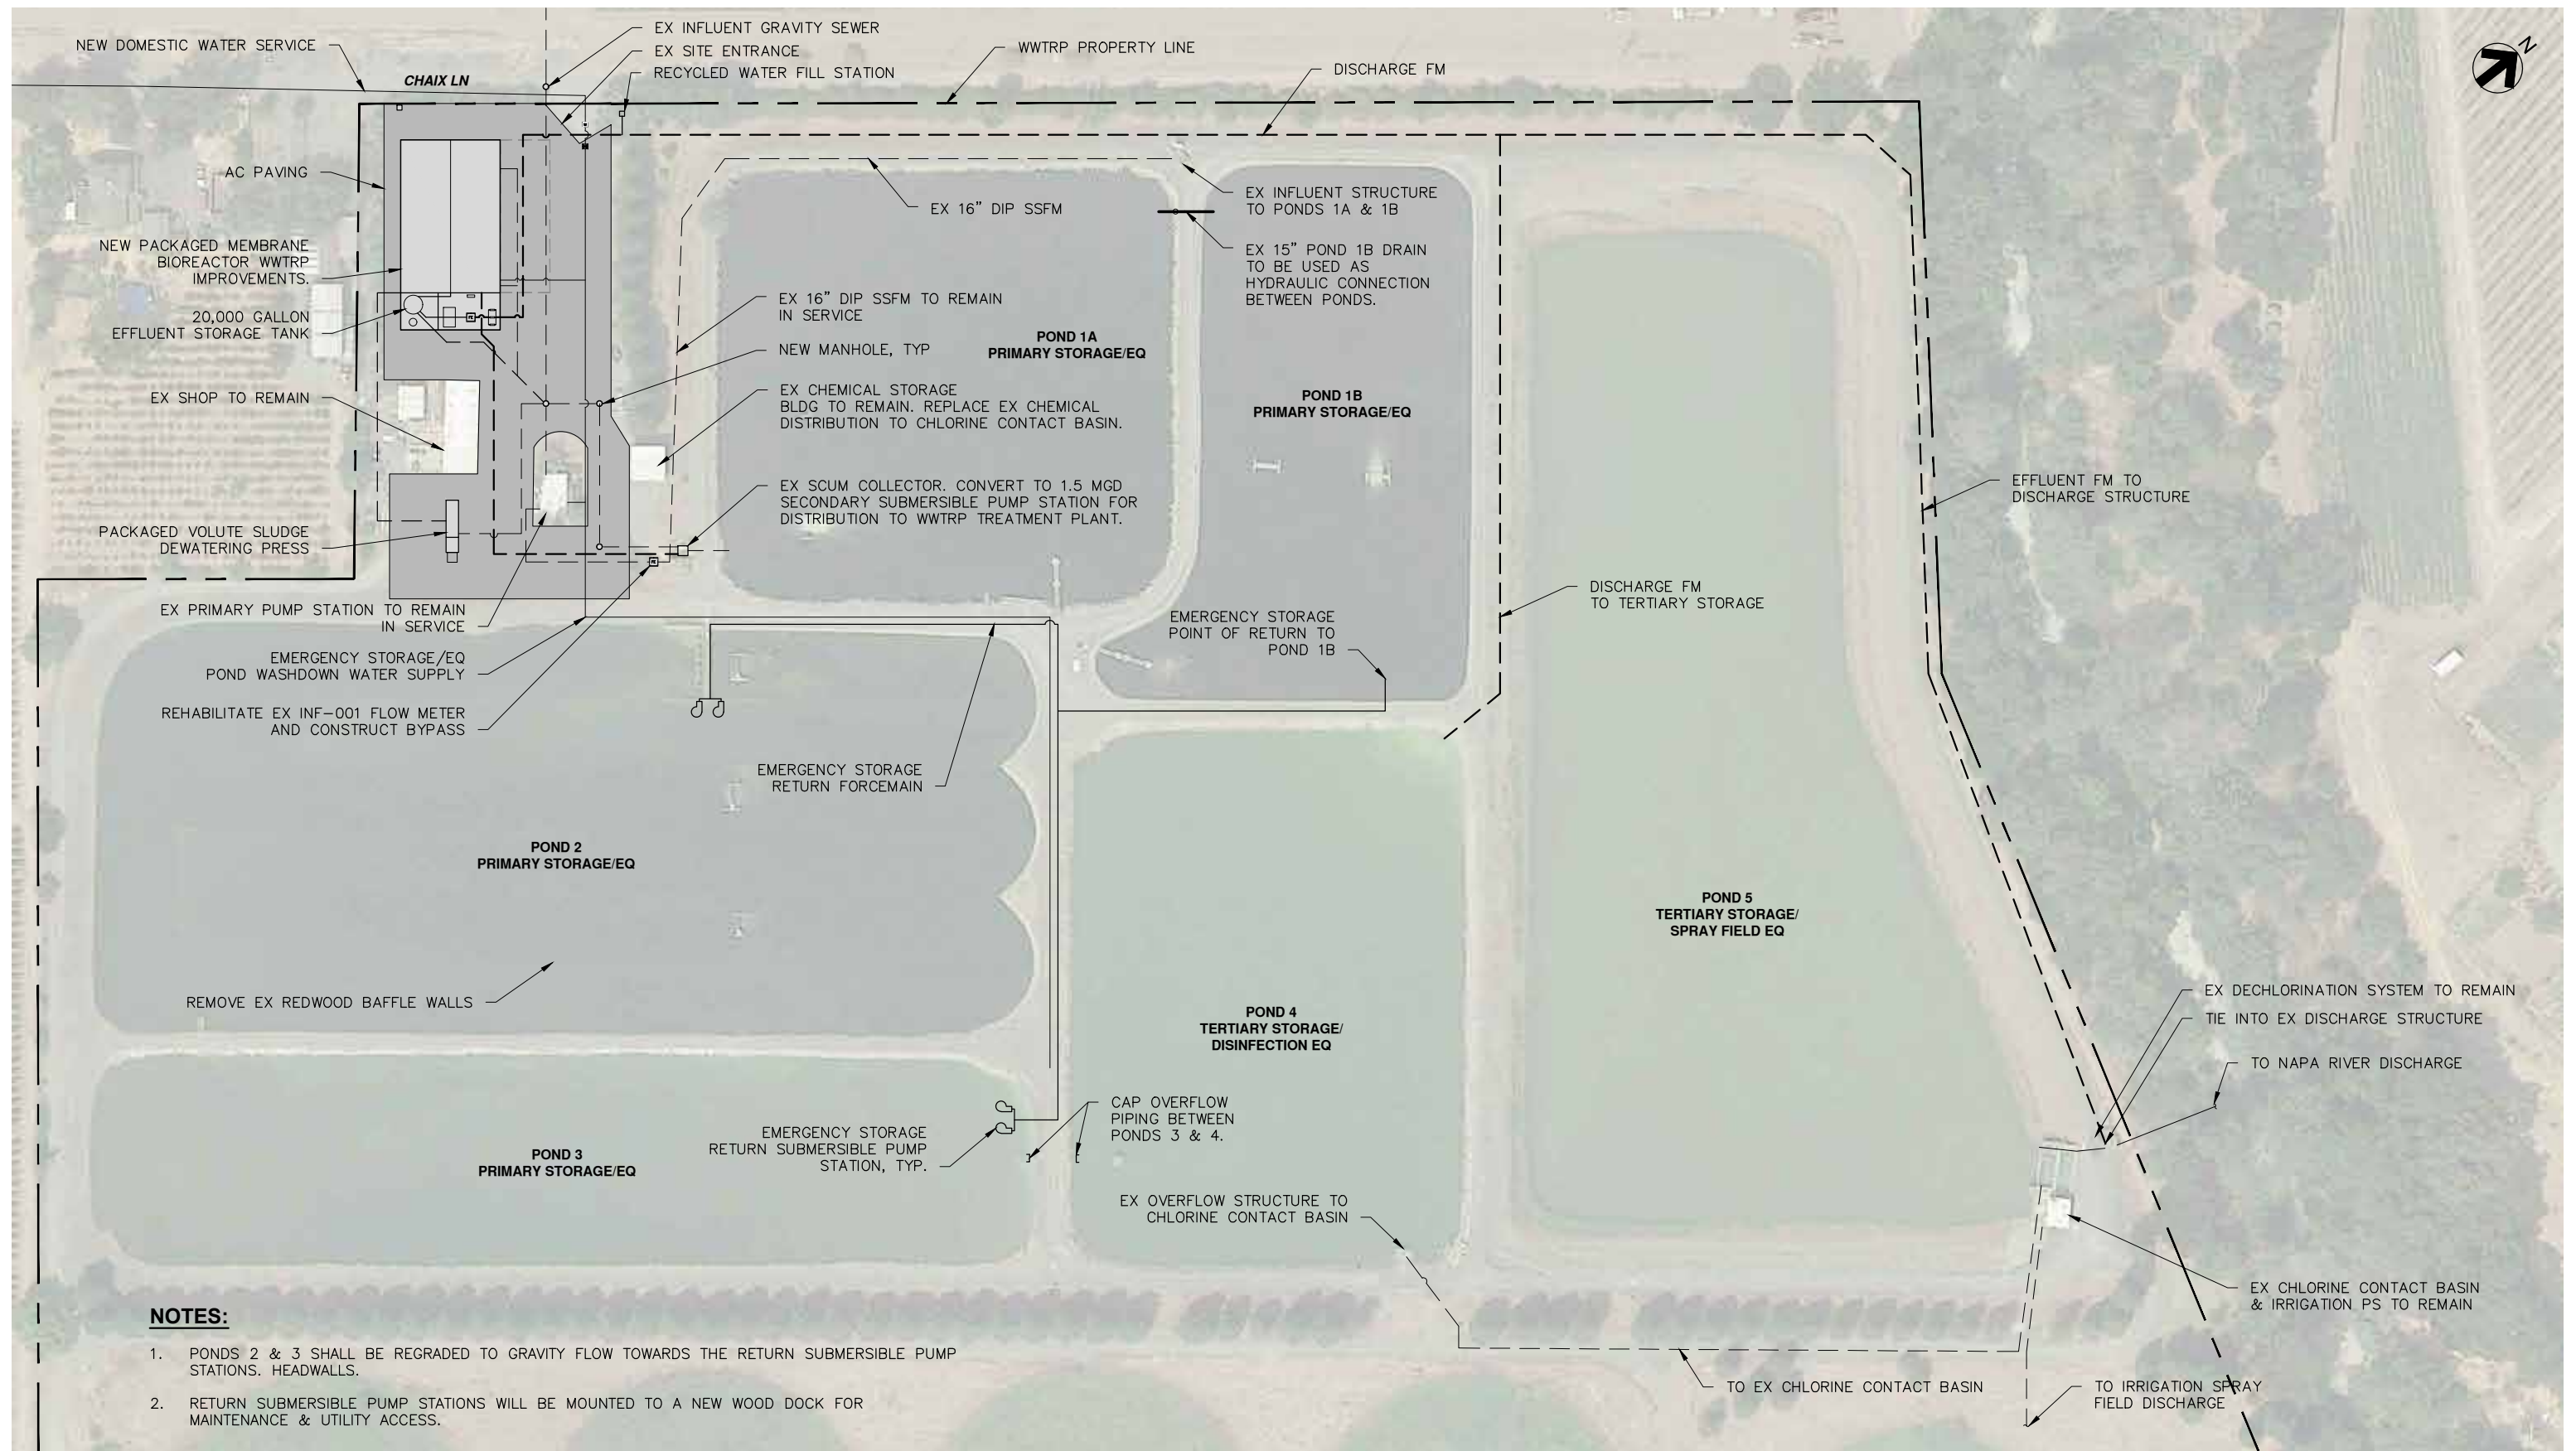 NEW DOMESTIC WATER SERVICE
CHAIX LN
EX INFLUENT GRAVITY SEWER
EX SITE ENTRANCE
RECYCLED WATER FILL STATION
WWTRP PROPERTY LINE
DISCHARGE FM
N
AC PAVING
EX 16" DIP SSFM
EX INFLUENT STRUCTURE
TO PONDS 1A & 1B
NEW PACKAGED MEMBRANE
BIOREACTOR WWTRP
IMPROVEMENTS.
EX 15" POND 1B DRAIN
TO BE USED AS
HYDRAULIC CONNECTION
BETWEEN PONDS.
20,000 GALLON
EFFLUENT STORAGE TANK
EX 16" DIP SSFM TO REMAIN
IN SERVICE
POND 1A
PRIMARY STORAGE/EQ
NEW MANHOLE, TYP
EX SHOP TO REMAIN
EX CHEMICAL STORAGE
BLDG TO REMAIN. REPLACE EX CHEMICAL
DISTRIBUTION TO CHLORINE CONTACT BASIN.
POND 1B
PRIMARY STORAGE/EQ
EX SCUM COLLECTOR. CONVERT TO 1.5 MGD
SECONDARY SUBMERSIBLE PUMP STATION FOR
DISTRIBUTION TO WWTRP TREATMENT PLANT.
EFFLUENT FM TO
DISCHARGE STRUCTURE
PACKAGED VOLUTE SLUDGE
DEWATERING PRESS
DISCHARGE FM
TO TERTIARY STORAGE
EX PRIMARY PUMP STATION TO REMAIN
IN SERVICE
EMERGENCY STORAGE
POINT OF RETURN TO
POND 1B
EMERGENCY STORAGE/EQ
POND WASHDOWN WATER SUPPLY
REHABILITATE EX INF-001 FLOW METER
AND CONSTRUCT BYPASS
EMERGENCY STORAGE
RETURN FORCEMAIN
POND 2
PRIMARY STORAGE/EQ
POND 5
TERTIARY STORAGE/
SPRAY FIELD EQ
REMOVE EX REDWOOD BAFFLE WALLS
POND 4
TERTIARY STORAGE/
DISINFECTION EQ
EX DECHLORINATION SYSTEM TO REMAIN
TIE INTO EX DISCHARGE STRUCTURE
TO NAPA RIVER DISCHARGE
CAP OVERFLOW
PIPING BETWEEN
PONDS 3 & 4.
EMERGENCY STORAGE
RETURN SUBMERSIBLE PUMP
STATION, TYP.
POND 3
PRIMARY STORAGE/EQ
EX OVERFLOW STRUCTURE TO
CHLORINE CONTACT BASIN
EX CHLORINE CONTACT BASIN
& IRRIGATION PS TO REMAIN
TO EX CHLORINE CONTACT BASIN
TO IRRIGATION SPRAY
FIELD DISCHARGE
NOTES:
1. PONDS 2 & 3 SHALL BE REGRADED TO GRAVITY FLOW TOWARDS THE RETURN SUBMERSIBLE PUMP
STATIONS. HEADWALLS.
2. RETURN SUBMERSIBLE PUMP STATIONS WILL BE MOUNTED TO A NEW WOOD DOCK FOR
MAINTENANCE & UTILITY ACCESS.